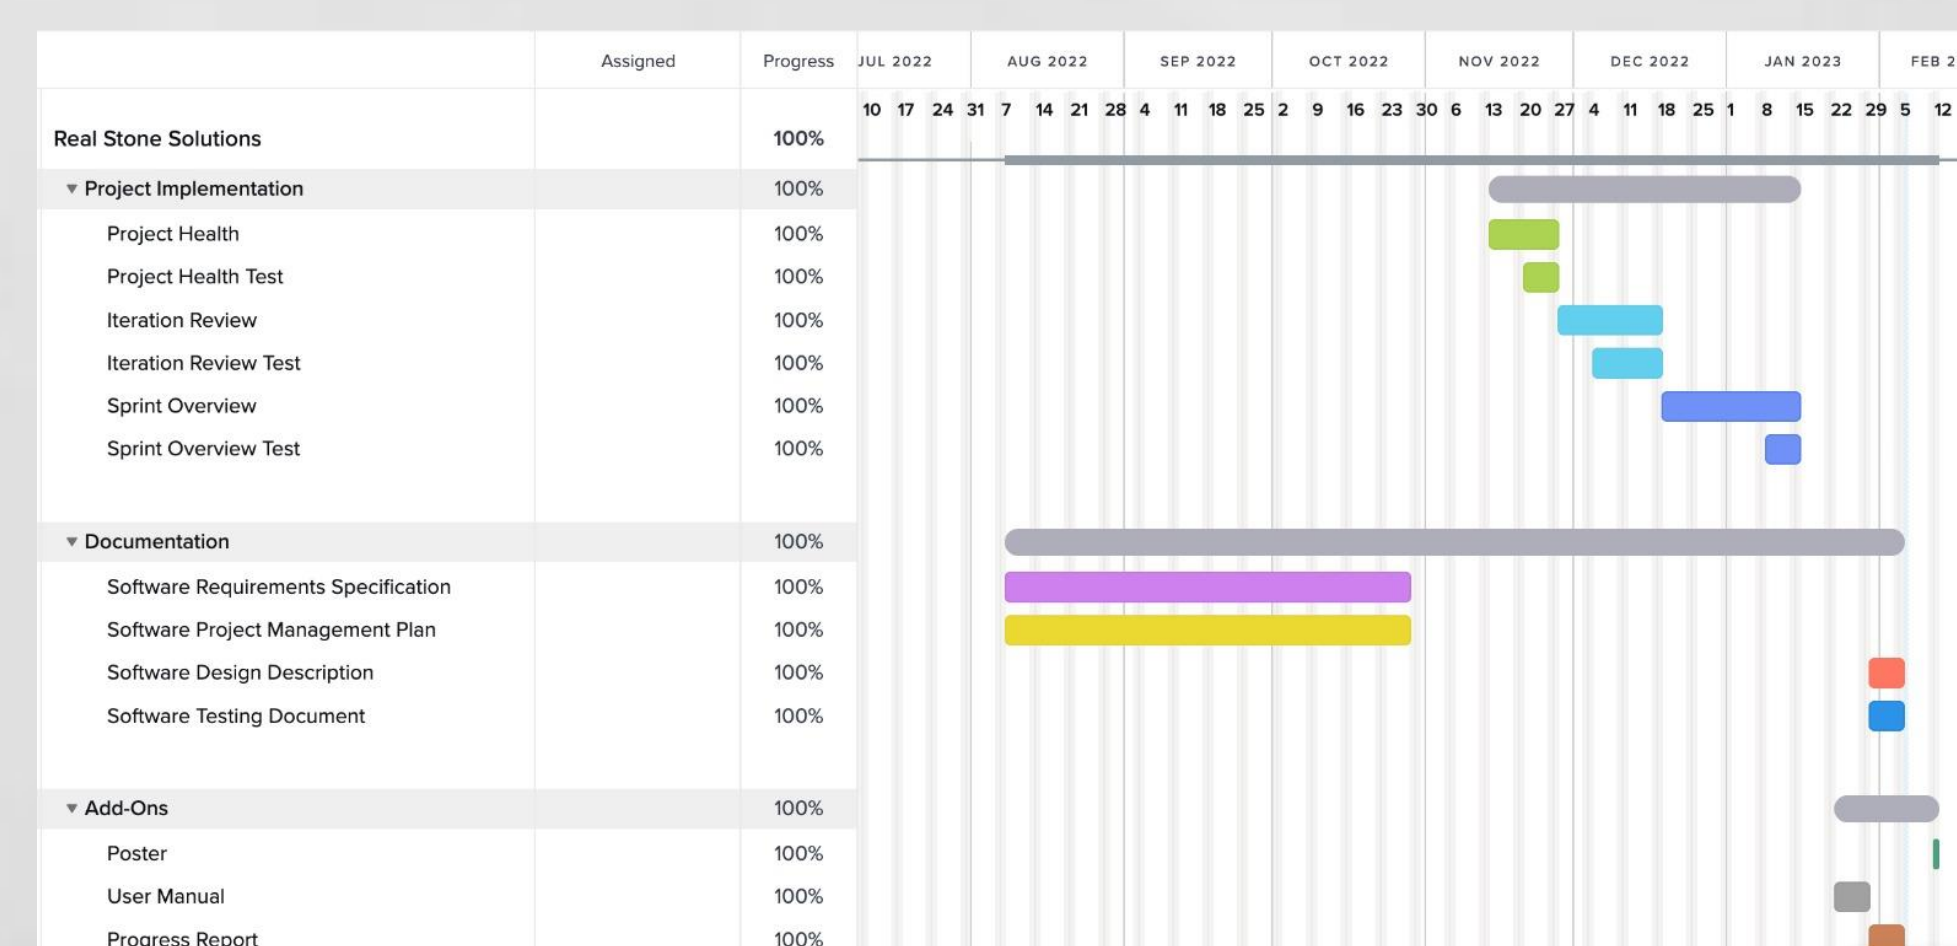 Assigned Progress JUL 2022 AUG 2022 SEP 2022 OCT 2022 NOV 2022 DEC 2022 JAN 2023 FEB 2
10 17 24 31 7 14 21 28 4 11 18 25 2 9 16 23 30 6 13 20 27 4 11 18 25 1 8 15 22 29 5 12
Real Stone Solutions 100%
Project Implementation 100%
Project Health 100%
Project Health Test 100%
Iteration Review 100%
Iteration Review Test 100%
Sprint Overview 100%
Sprint Overview Test 100%
Documentation 100%
Software Requirements Specification 100%
Software Project Management Plan 100%
Software Design Description 100%
Software Testing Document 100%
Add-Ons 100%
Poster 100%
User Manual 100%
Progress Report 100%